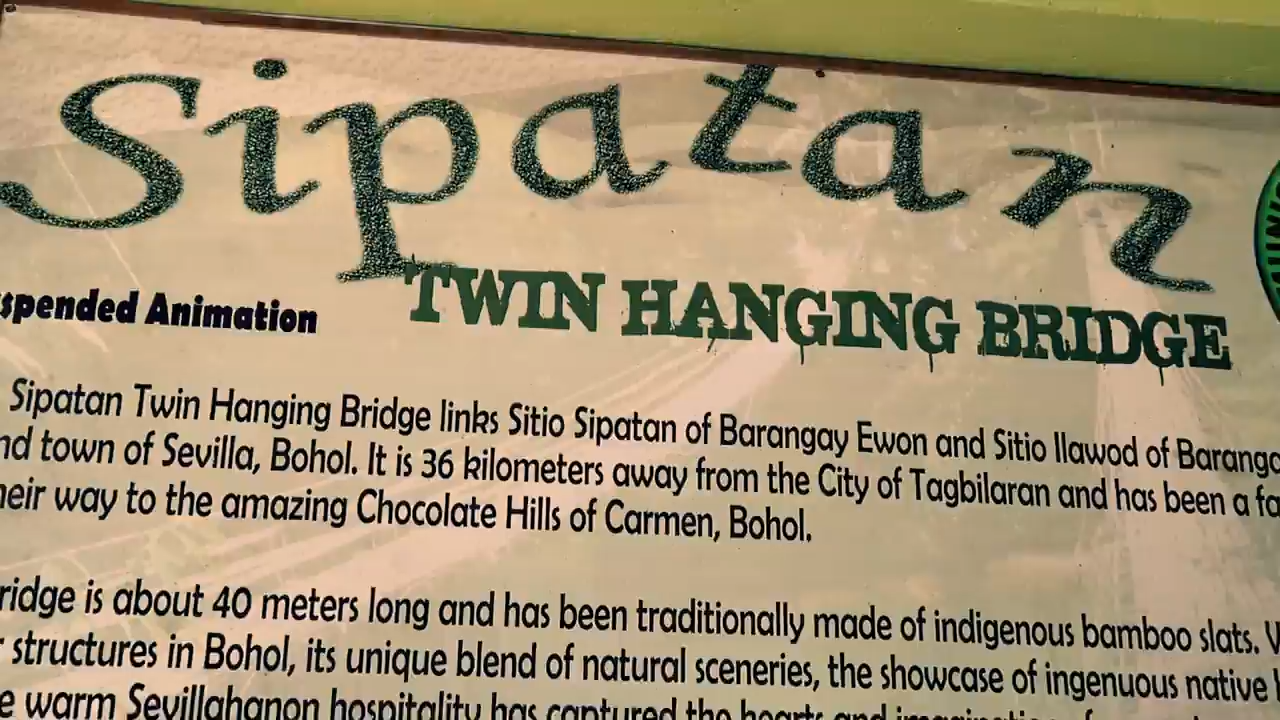 Sipatan
TWIN HANGING BRIDGE
spended Animation
Sipatan Twin Hanging Bridge links Sitio Sipatan of Barangay Ewon and Sitio Ilawod of Baranga
nd town of Sevilla, Bohol. It is 36 kilometers away from the City of Tagbilaran and has been a fa
heir way to the amazing Chocolate Hills of Carmen, Bohol.
ridge is about 40 meters long and has been traditionally made of indigenous bamboo slats.
structures in Bohol, its unique blend of natural sceneries, the showcase of ingenuous native
e warm Sevillahanon hospitality has captured the hearts and